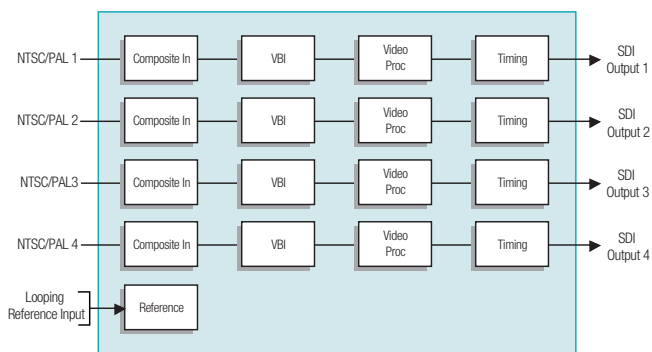 NTSC/PAL 1
Composite In
VBI
Video
Proc
Timing
SDI
Output 1
NTSC/PAL 2
Composite In
VBI
Video
Proc
Timing
SDI
Output 2
NTSC/PAL3
Composite In
VBI
Video
Proc
Timing
SDI
Output 3
NTSC/PAL 4
Composite In
VBI
Video
Proc
Timing
SDI
Output 4
Looping
Reference Input
Reference